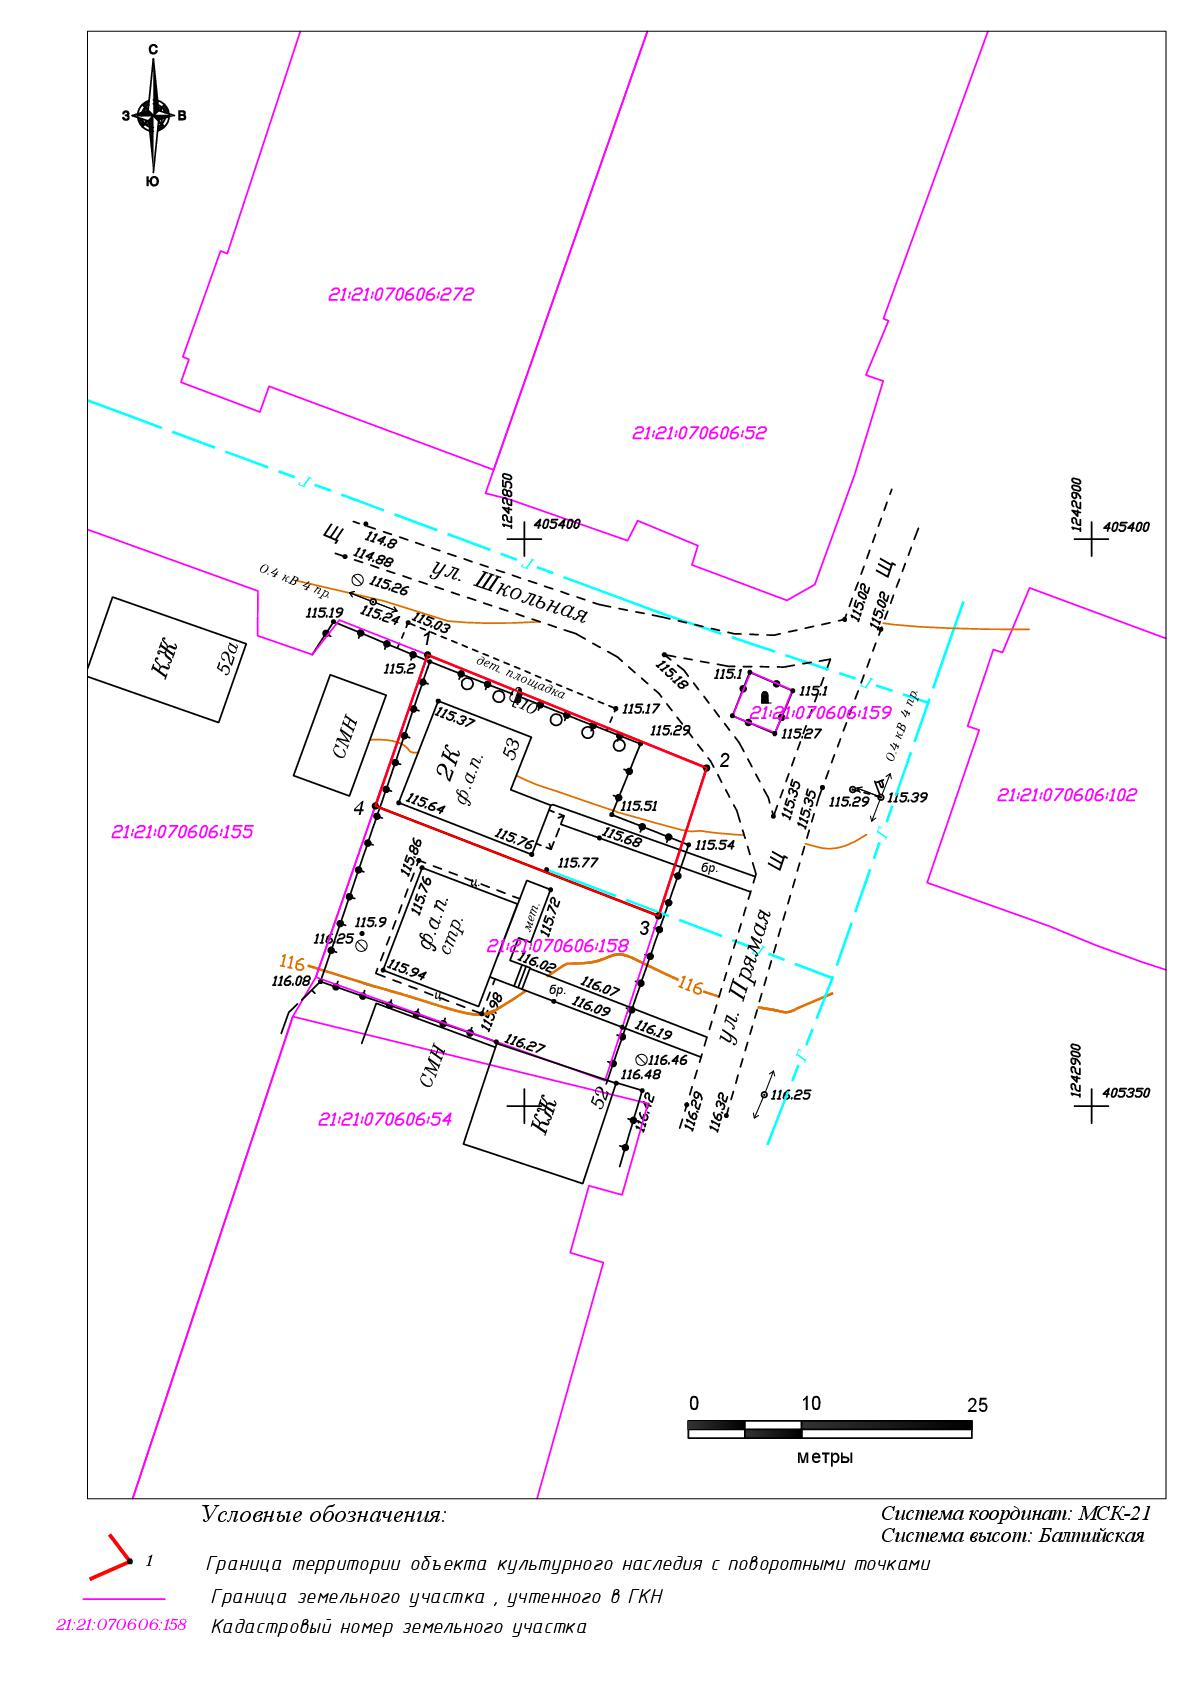 С
З В
Ю
21:21:070606:272
21:21:070606:52
1242850
405400
1242900
405400
Щ
114.8
114.88
ул. Школьная
0.4 кВ 4 пр.
115.26
115.24
115.19
115.03
115.2
1
дет. площадка
115.17
115.18
115.1
115.1
115.02
115.02
Щ
КЖ
52а
СМН
115.37
2К
ф.а.п.
53
115.29
2
21:21:070606:159
115.27
0.4 кВ 4 пр.
Г
Г
Г
Г
Г
Г
115.64
115.51
115.35
115.35
115.29
115.39
21:21:070606:102
4
21:21:070606:155
115.76
115.68
115.54
115.86
115.77
бр.
Щ
115.76
ц.
мет.
115.72
3
115.9
116.25
ф.а.п.
стр.
21:21:070606:158
116
116.08
115.94
ц.
116.02
бр.
116.07
116.09
116
ул. Прямая
115.98
116.19
116.27
116.46
СМН
116.48
52
116.42
116.29
116.32
116.25
КЖ
21:21:070606:54
1242900
405350
0 10 25
метры
Условные обозначения:
Система координат: МСК-21
Система высот: Балтийская
1 Граница территории объекта культурного наследия с поворотными точками
Граница земельного участка , учтенного в ГКН
21:21:070606:158 Кадастровый номер земельного участка